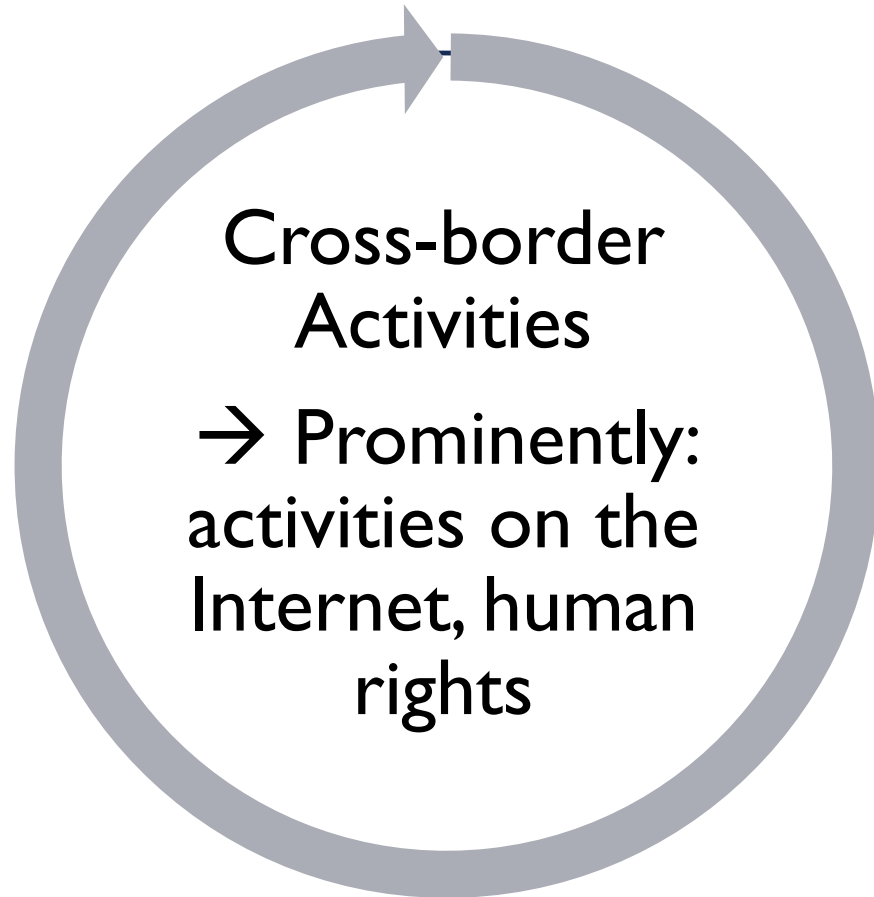 Cross-border
Activities
→ Prominently:
activities on the
Internet, human
rights